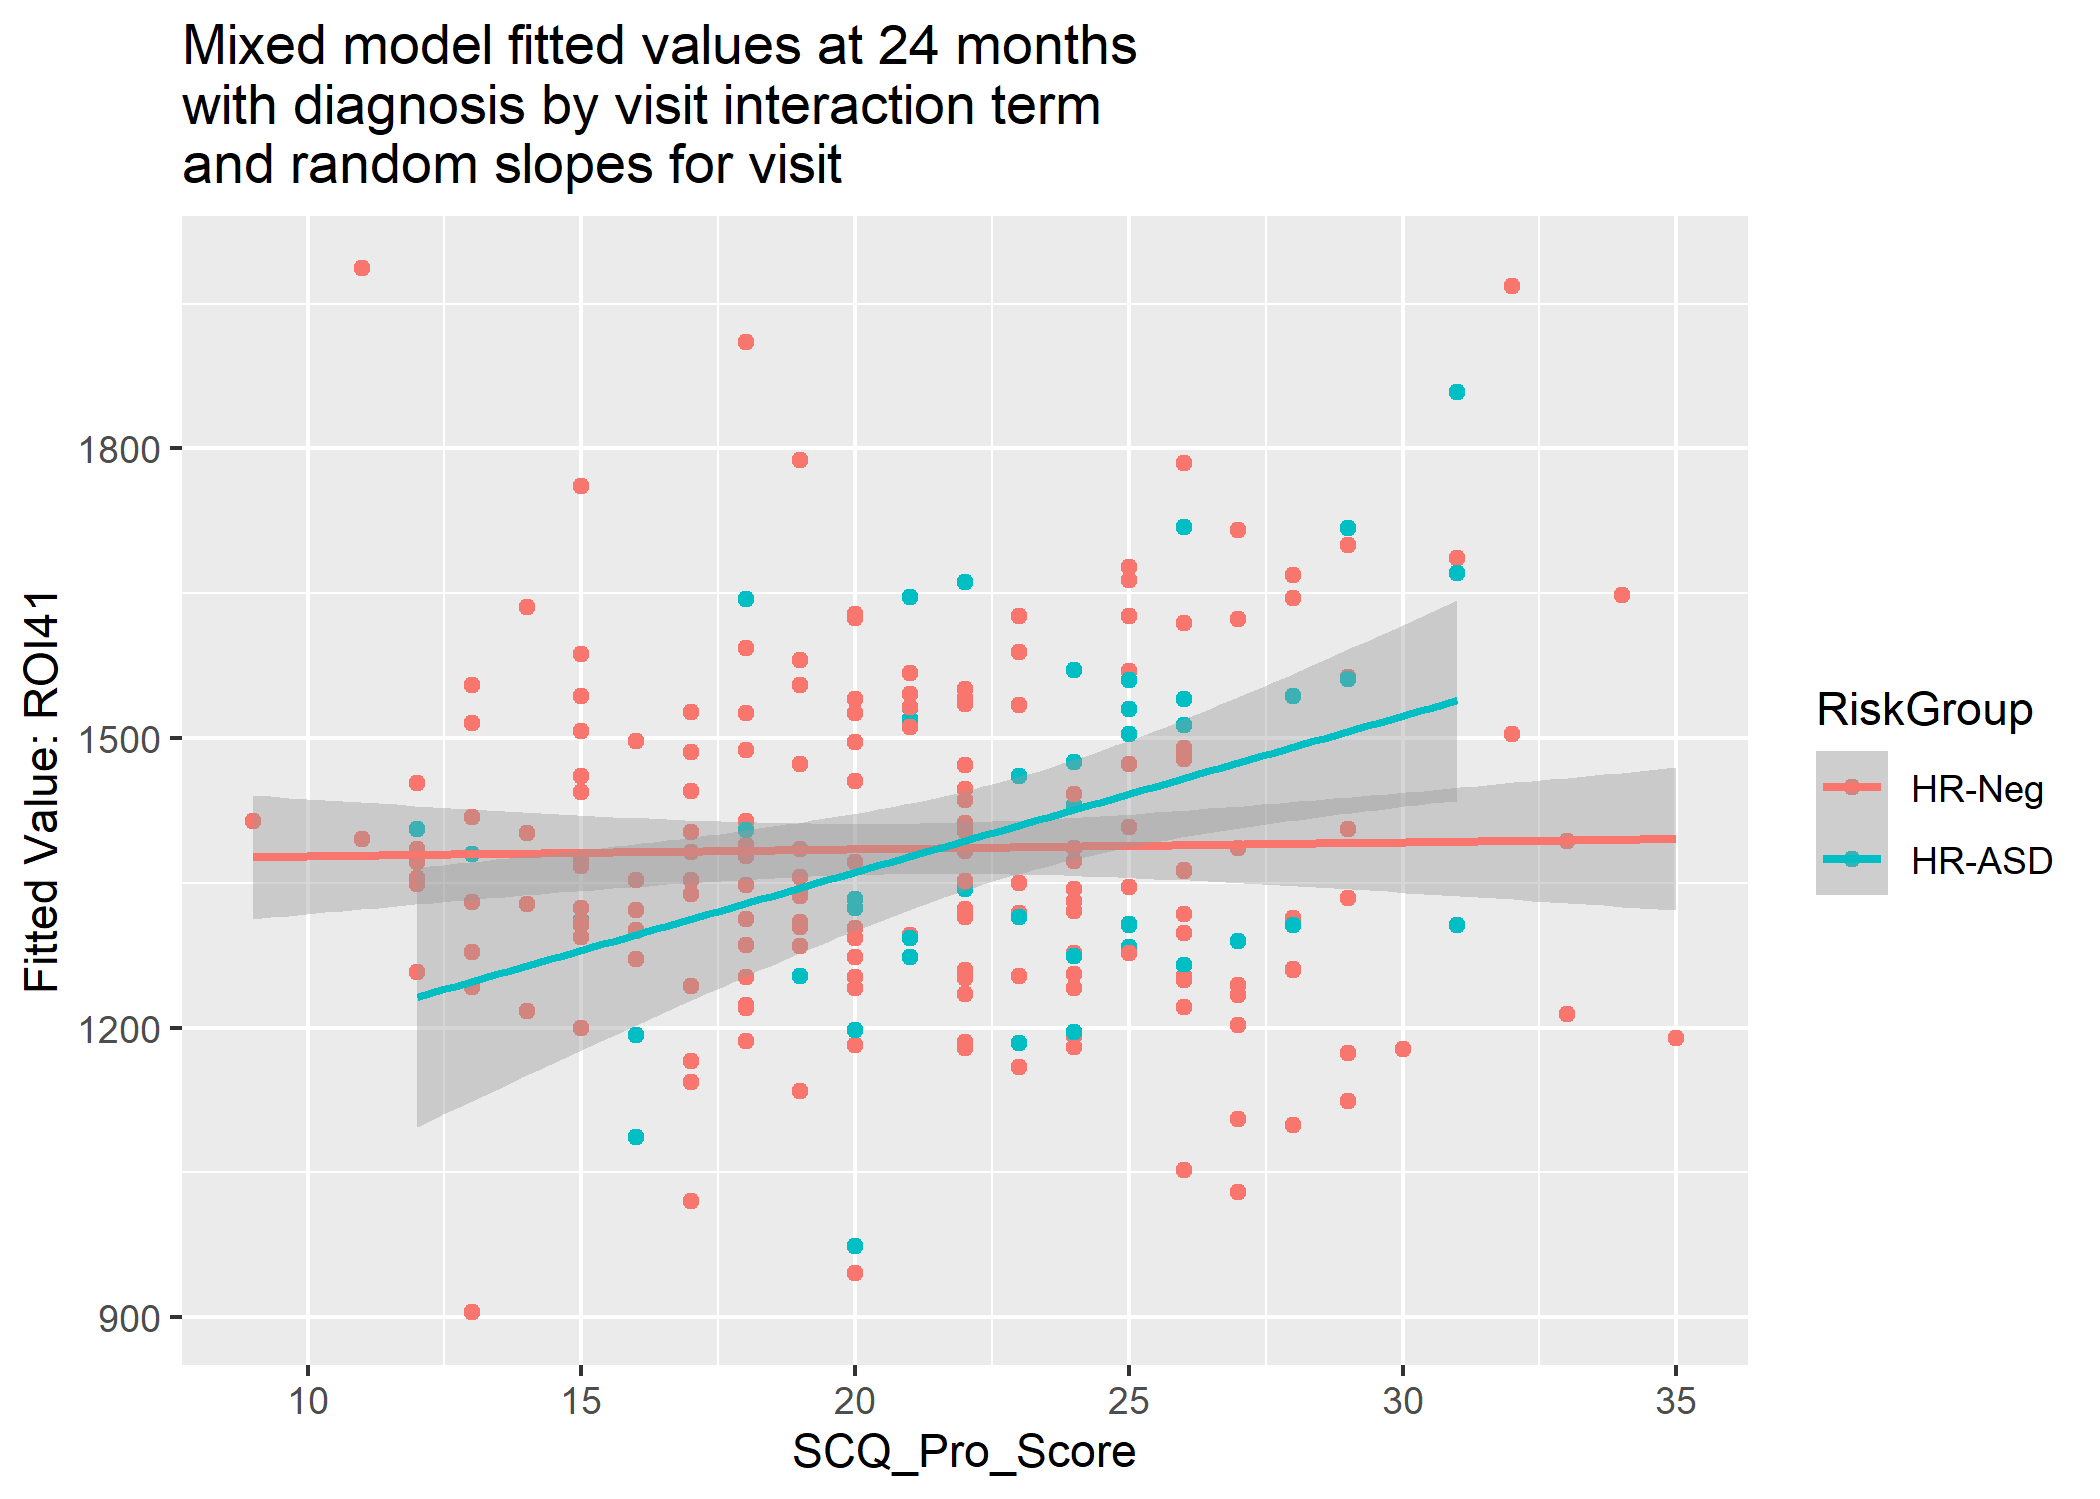 Mixed model fitted values at 24 months
with diagnosis by visit interaction term
and random slopes for visit
Fitted Value: ROI41
1800
1500
1200
900
10 15 20 25 30 35
SCQ_Pro_Score
RiskGroup
HR-Neg
HR-ASD